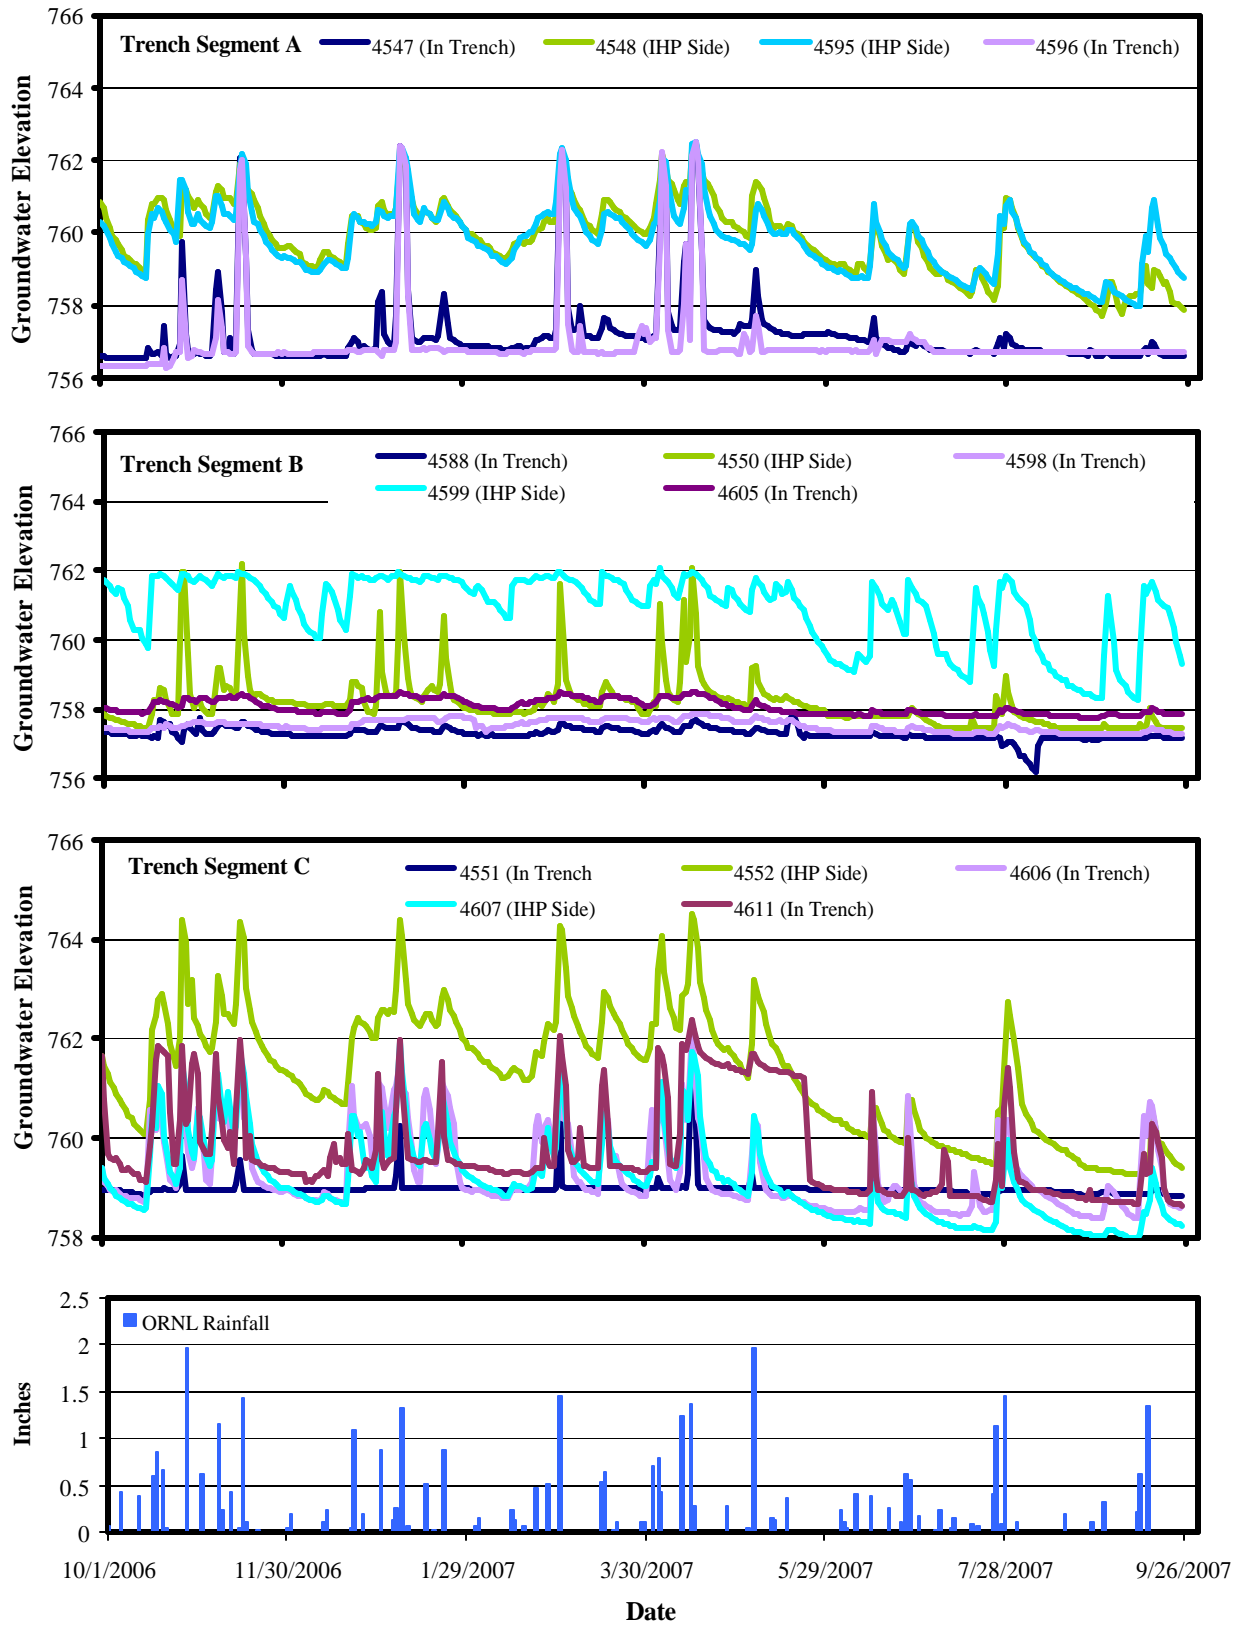 Trench Segment A
4547 (In Trench)
4548 (IHP Side)
4595 (IHP Side)
4596 (In Trench)
Groundwater Elevation
766
764
762
760
758
756
Trench Segment B
4588 (In Trench)
4550 (IHP Side)
4598 (In Trench)
4599 (IHP Side)
4605 (In Trench)
Groundwater Elevation
766
764
762
760
758
756
Trench Segment C
4551 (In Trench
4552 (IHP Side)
4606 (In Trench)
4607 (IHP Side)
4611 (In Trench)
Groundwater Elevation
766
764
762
760
758
ORNL Rainfall
Inches
2.5
2
1.5
1
0.5
0
10/1/2006
11/30/2006
1/29/2007
3/30/2007
5/29/2007
7/28/2007
9/26/2007
Date